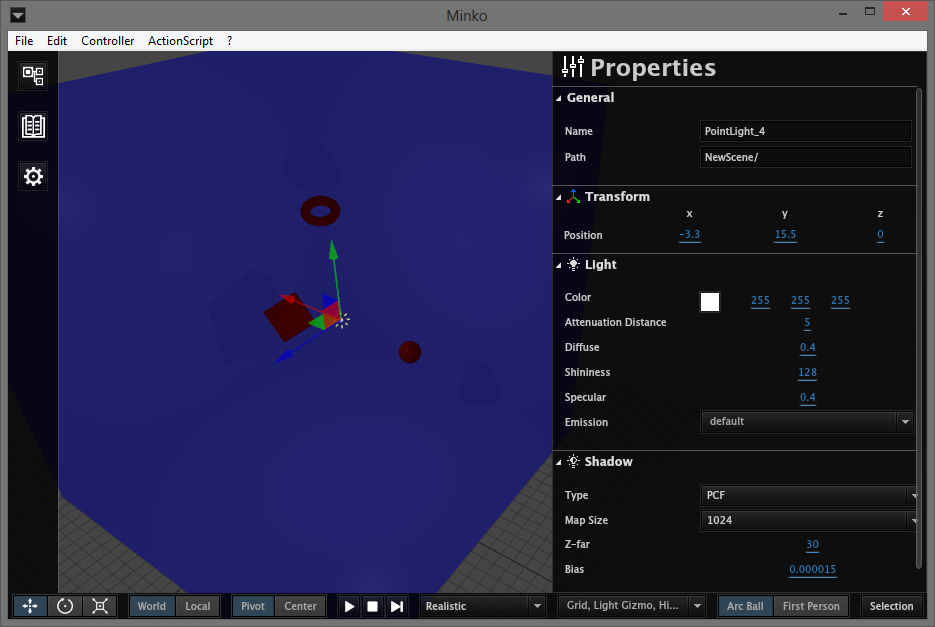 Minko
File Edit Controller ActionScript ?
Properties
General
Name PointLight_4
Path NewScene/
Transform
x y z
Position -3.3 15.5 0
Light
Color 255 255 255
Attenuation Distance 5
Diffuse 0.4
Shininess 128
Specular 0.4
Emission default
Shadow
Type PCF
Map Size 1024
Z-far 30
Bias 0.000015
World Local Pivot Center Realistic Grid, Light Gizmo, Hi... Arc Ball First Person Selection